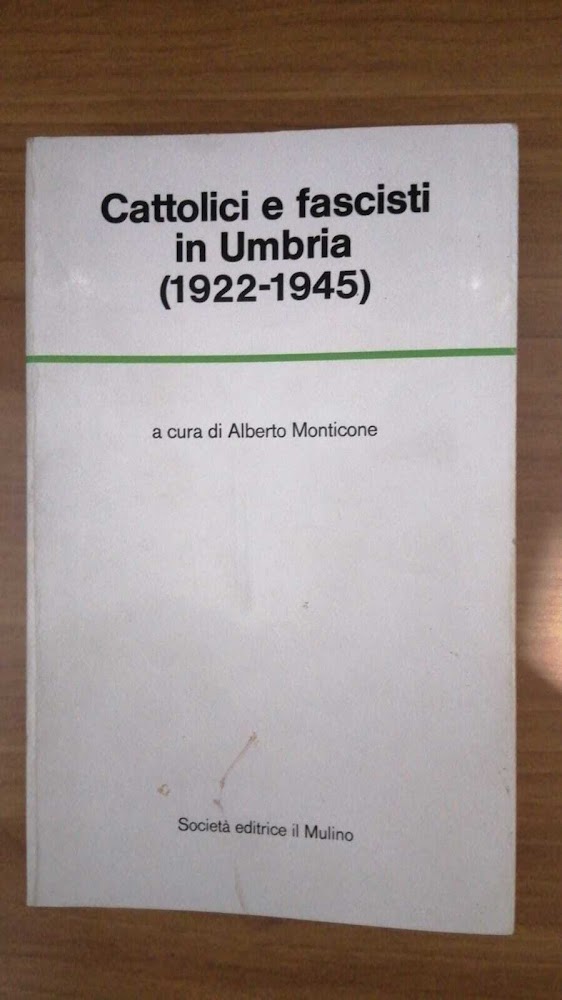 Cattolici e fascisti
in Umbria
(1922-1945)
a cura di Alberto Monticone
Società editrice il Mulino